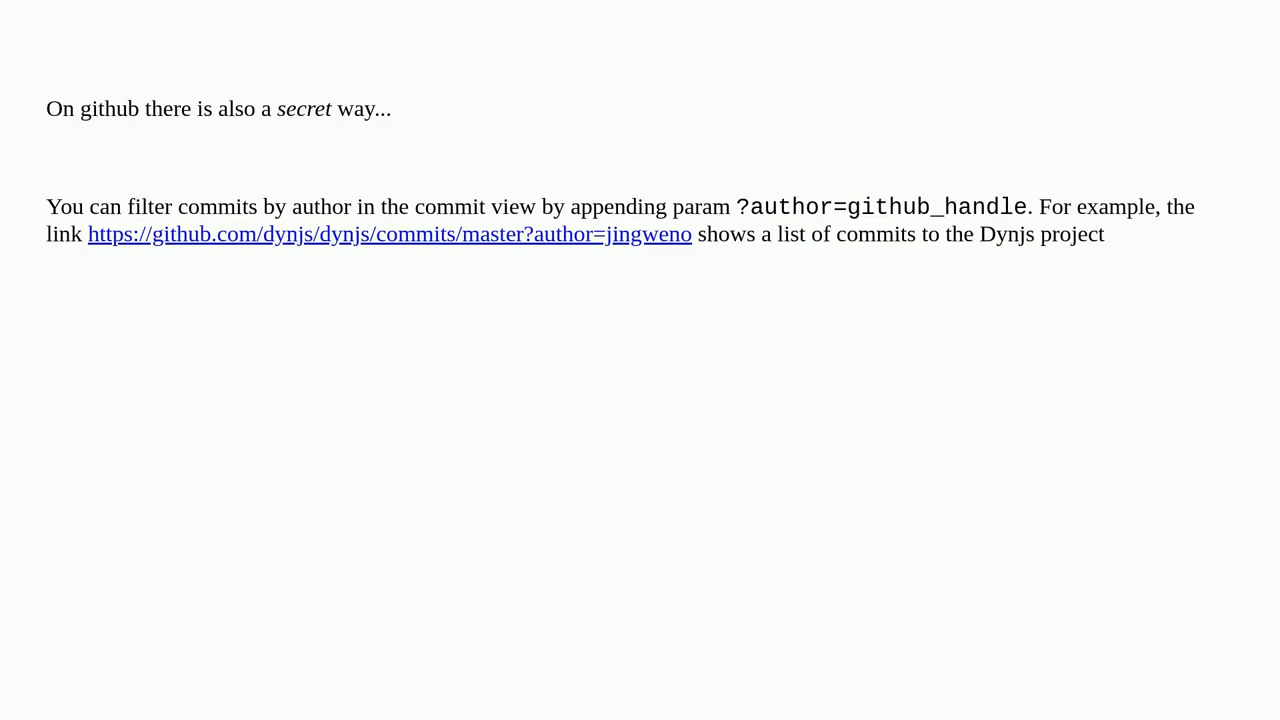 On github there is also a secret way...
You can filter commits by author in the commit view by appending param ?author=github_handle. For example, the
link https://github.com/dynjs/dynjs/commits/master?author=jingweno shows a list of commits to the Dynjs project